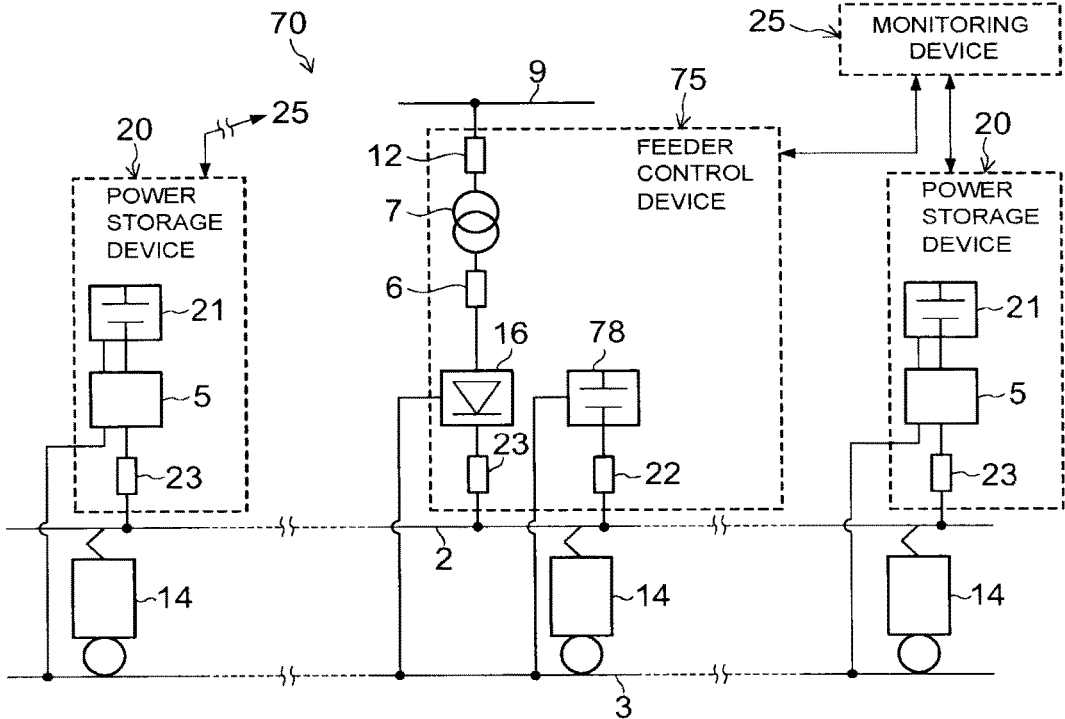 70
25
MONITORING
DEVICE
9
75
25
20
12
FEEDER
CONTROL
DEVICE
20
POWER
STORAGE
DEVICE
7
POWER
STORAGE
DEVICE
6
21
16
78
21
5
5
23
23
22
23
2
14
14
14
25
3